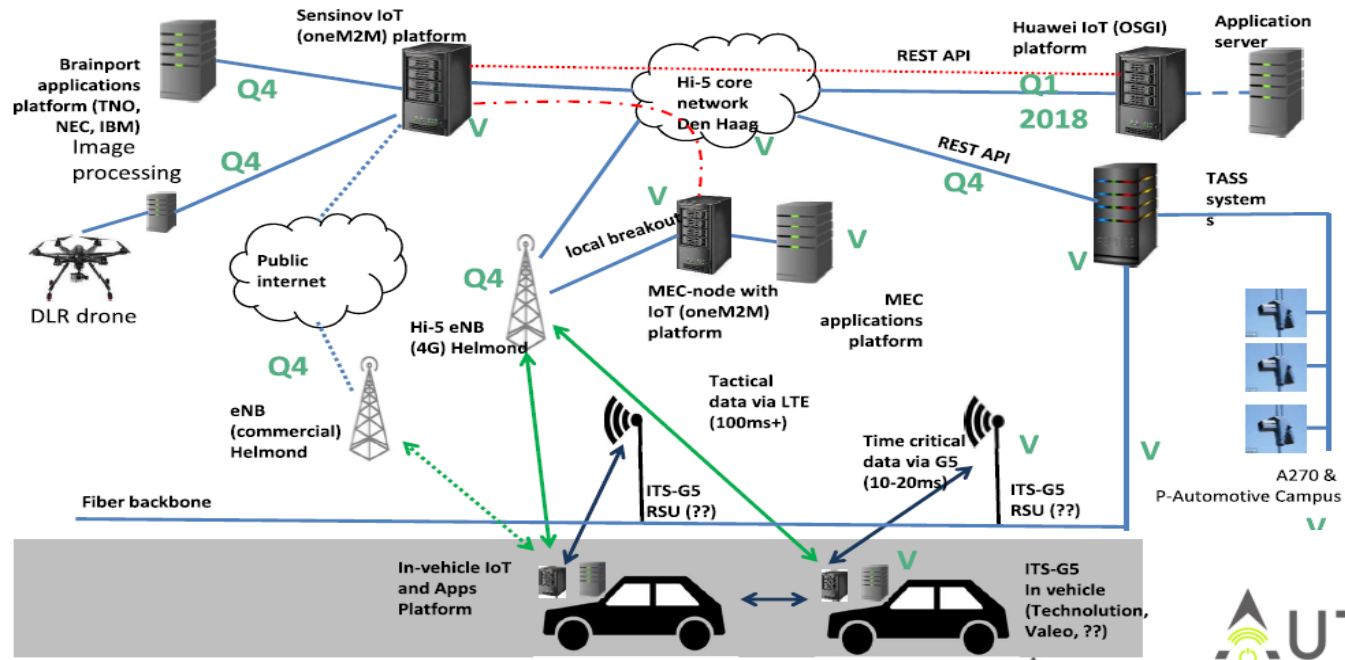 Sensinov IoT
(oneM2M) platform
Huawei IoT (OSGI)
platform
Application
server
REST API
Brainport
applications
platform (TNO,
NEC, IBM)
Image
processing
Q4
Q4
V
Hi-5 core
network
Den Haag
V
Q1
2018
REST API
Q4
TASS
system
s
V
V
local breakout
V
MEC-node with
IoT (oneM2M)
platform
MEC
applications
platform
DLR drone
Public
internet
Q4
Hi-5 eNB
(4G) Helmond
Q4
eNB
(commercial)
Helmond
Tactical
data via LTE
(100ms+)
Time critical
data via G5
(10-20ms)
V
V
ITS-G5
RSU (??)
ITS-G5
RSU (??)
A270 &
P-Automotive Campus
V
Fiber backbone
In-vehicle IoT
and Apps
Platform
V
ITS-G5
In vehicle
(Technolution,
Valeo, ??)
AUT